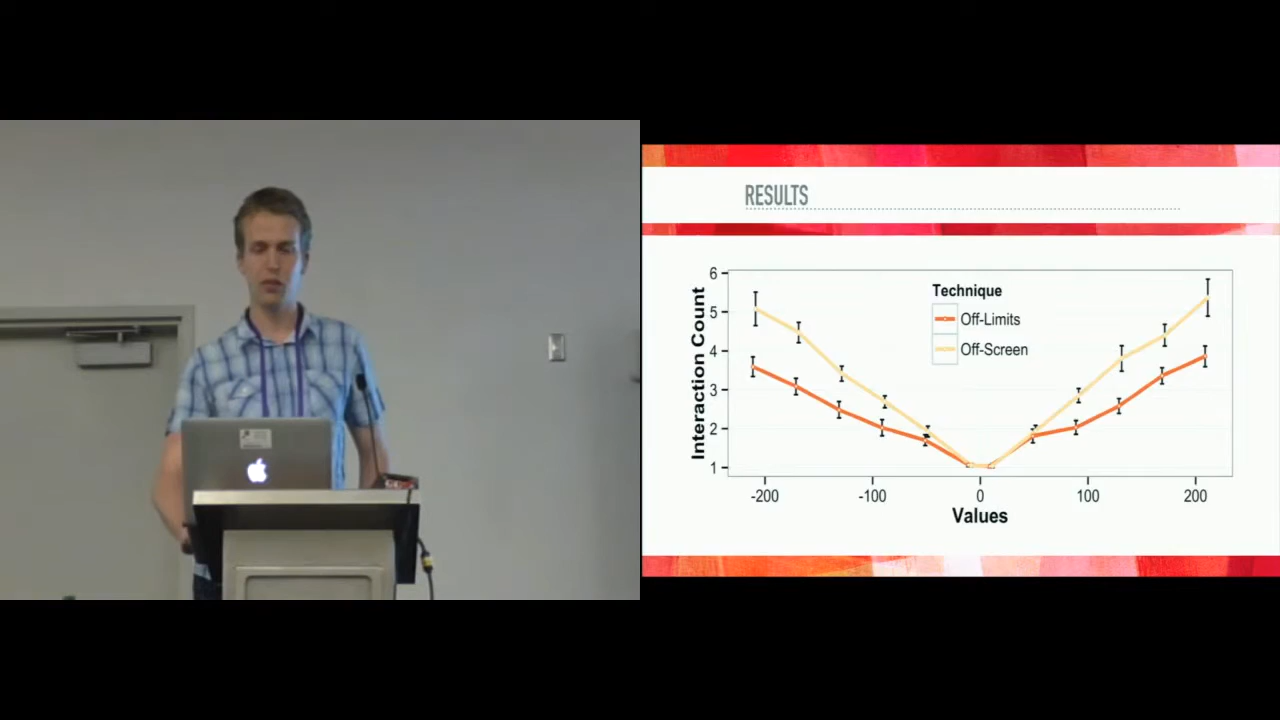 RESULTS
6
5
4
3
2
1
Interaction Count
Technique
Off-Limits
Off-Screen
-200
-100
0
100
200
Values